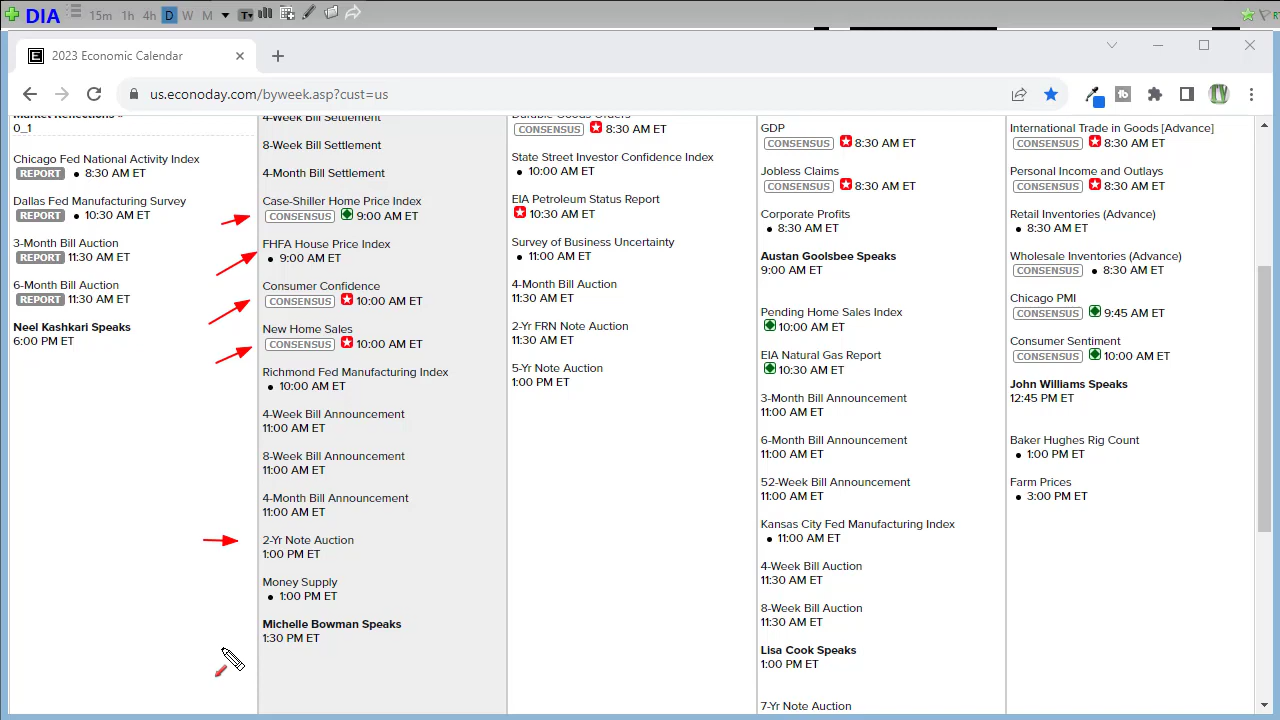 DIA
15m 1h 4h D W M
T
2023 Economic Calendar
us.econoday.com/byweek.asp?cust=us
Market Reflections
0_1
Chicago Fed National Activity Index
REPORT • 8:30 AM ET
Dallas Fed Manufacturing Survey
REPORT • 10:30 AM ET
3-Month Bill Auction
REPORT 11:30 AM ET
6-Month Bill Auction
REPORT 11:30 AM ET
Neel Kashkari Speaks
6:00 PM ET
4-Week Bill Settlement
8-Week Bill Settlement
4-Month Bill Settlement
Case-Shiller Home Price Index
CONSENSUS 9:00 AM ET
FHFA House Price Index
• 9:00 AM ET
Consumer Confidence
CONSENSUS 10:00 AM ET
New Home Sales
CONSENSUS 10:00 AM ET
Richmond Fed Manufacturing Index
• 10:00 AM ET
4-Week Bill Announcement
11:00 AM ET
8-Week Bill Announcement
11:00 AM ET
4-Month Bill Announcement
11:00 AM ET
2-Yr Note Auction
1:00 PM ET
Money Supply
• 1:00 PM ET
Michelle Bowman Speaks
1:30 PM ET
Durable Goods Orders
CONSENSUS 8:30 AM ET
State Street Investor Confidence Index
• 10:00 AM ET
EIA Petroleum Status Report
10:30 AM ET
Survey of Business Uncertainty
• 11:00 AM ET
4-Month Bill Auction
11:30 AM ET
2-Yr FRN Note Auction
11:30 AM ET
5-Yr Note Auction
1:00 PM ET
GDP
CONSENSUS 8:30 AM ET
Jobless Claims
CONSENSUS 8:30 AM ET
Corporate Profits
• 8:30 AM ET
Austan Goolsbee Speaks
9:00 AM ET
Pending Home Sales Index
10:00 AM ET
EIA Natural Gas Report
10:30 AM ET
3-Month Bill Announcement
11:00 AM ET
6-Month Bill Announcement
11:00 AM ET
52-Week Bill Announcement
11:00 AM ET
Kansas City Fed Manufacturing Index
• 11:00 AM ET
4-Week Bill Auction
11:30 AM ET
8-Week Bill Auction
11:30 AM ET
Lisa Cook Speaks
1:00 PM ET
7-Yr Note Auction
International Trade in Goods [Advance]
CONSENSUS 8:30 AM ET
Personal Income and Outlays
CONSENSUS 8:30 AM ET
Retail Inventories (Advance)
• 8:30 AM ET
Wholesale Inventories (Advance)
CONSENSUS • 8:30 AM ET
Chicago PMI
CONSENSUS 9:45 AM ET
Consumer Sentiment
CONSENSUS 10:00 AM ET
John Williams Speaks
12:45 PM ET
Baker Hughes Rig Count
• 1:00 PM ET
Farm Prices
• 3:00 PM ET